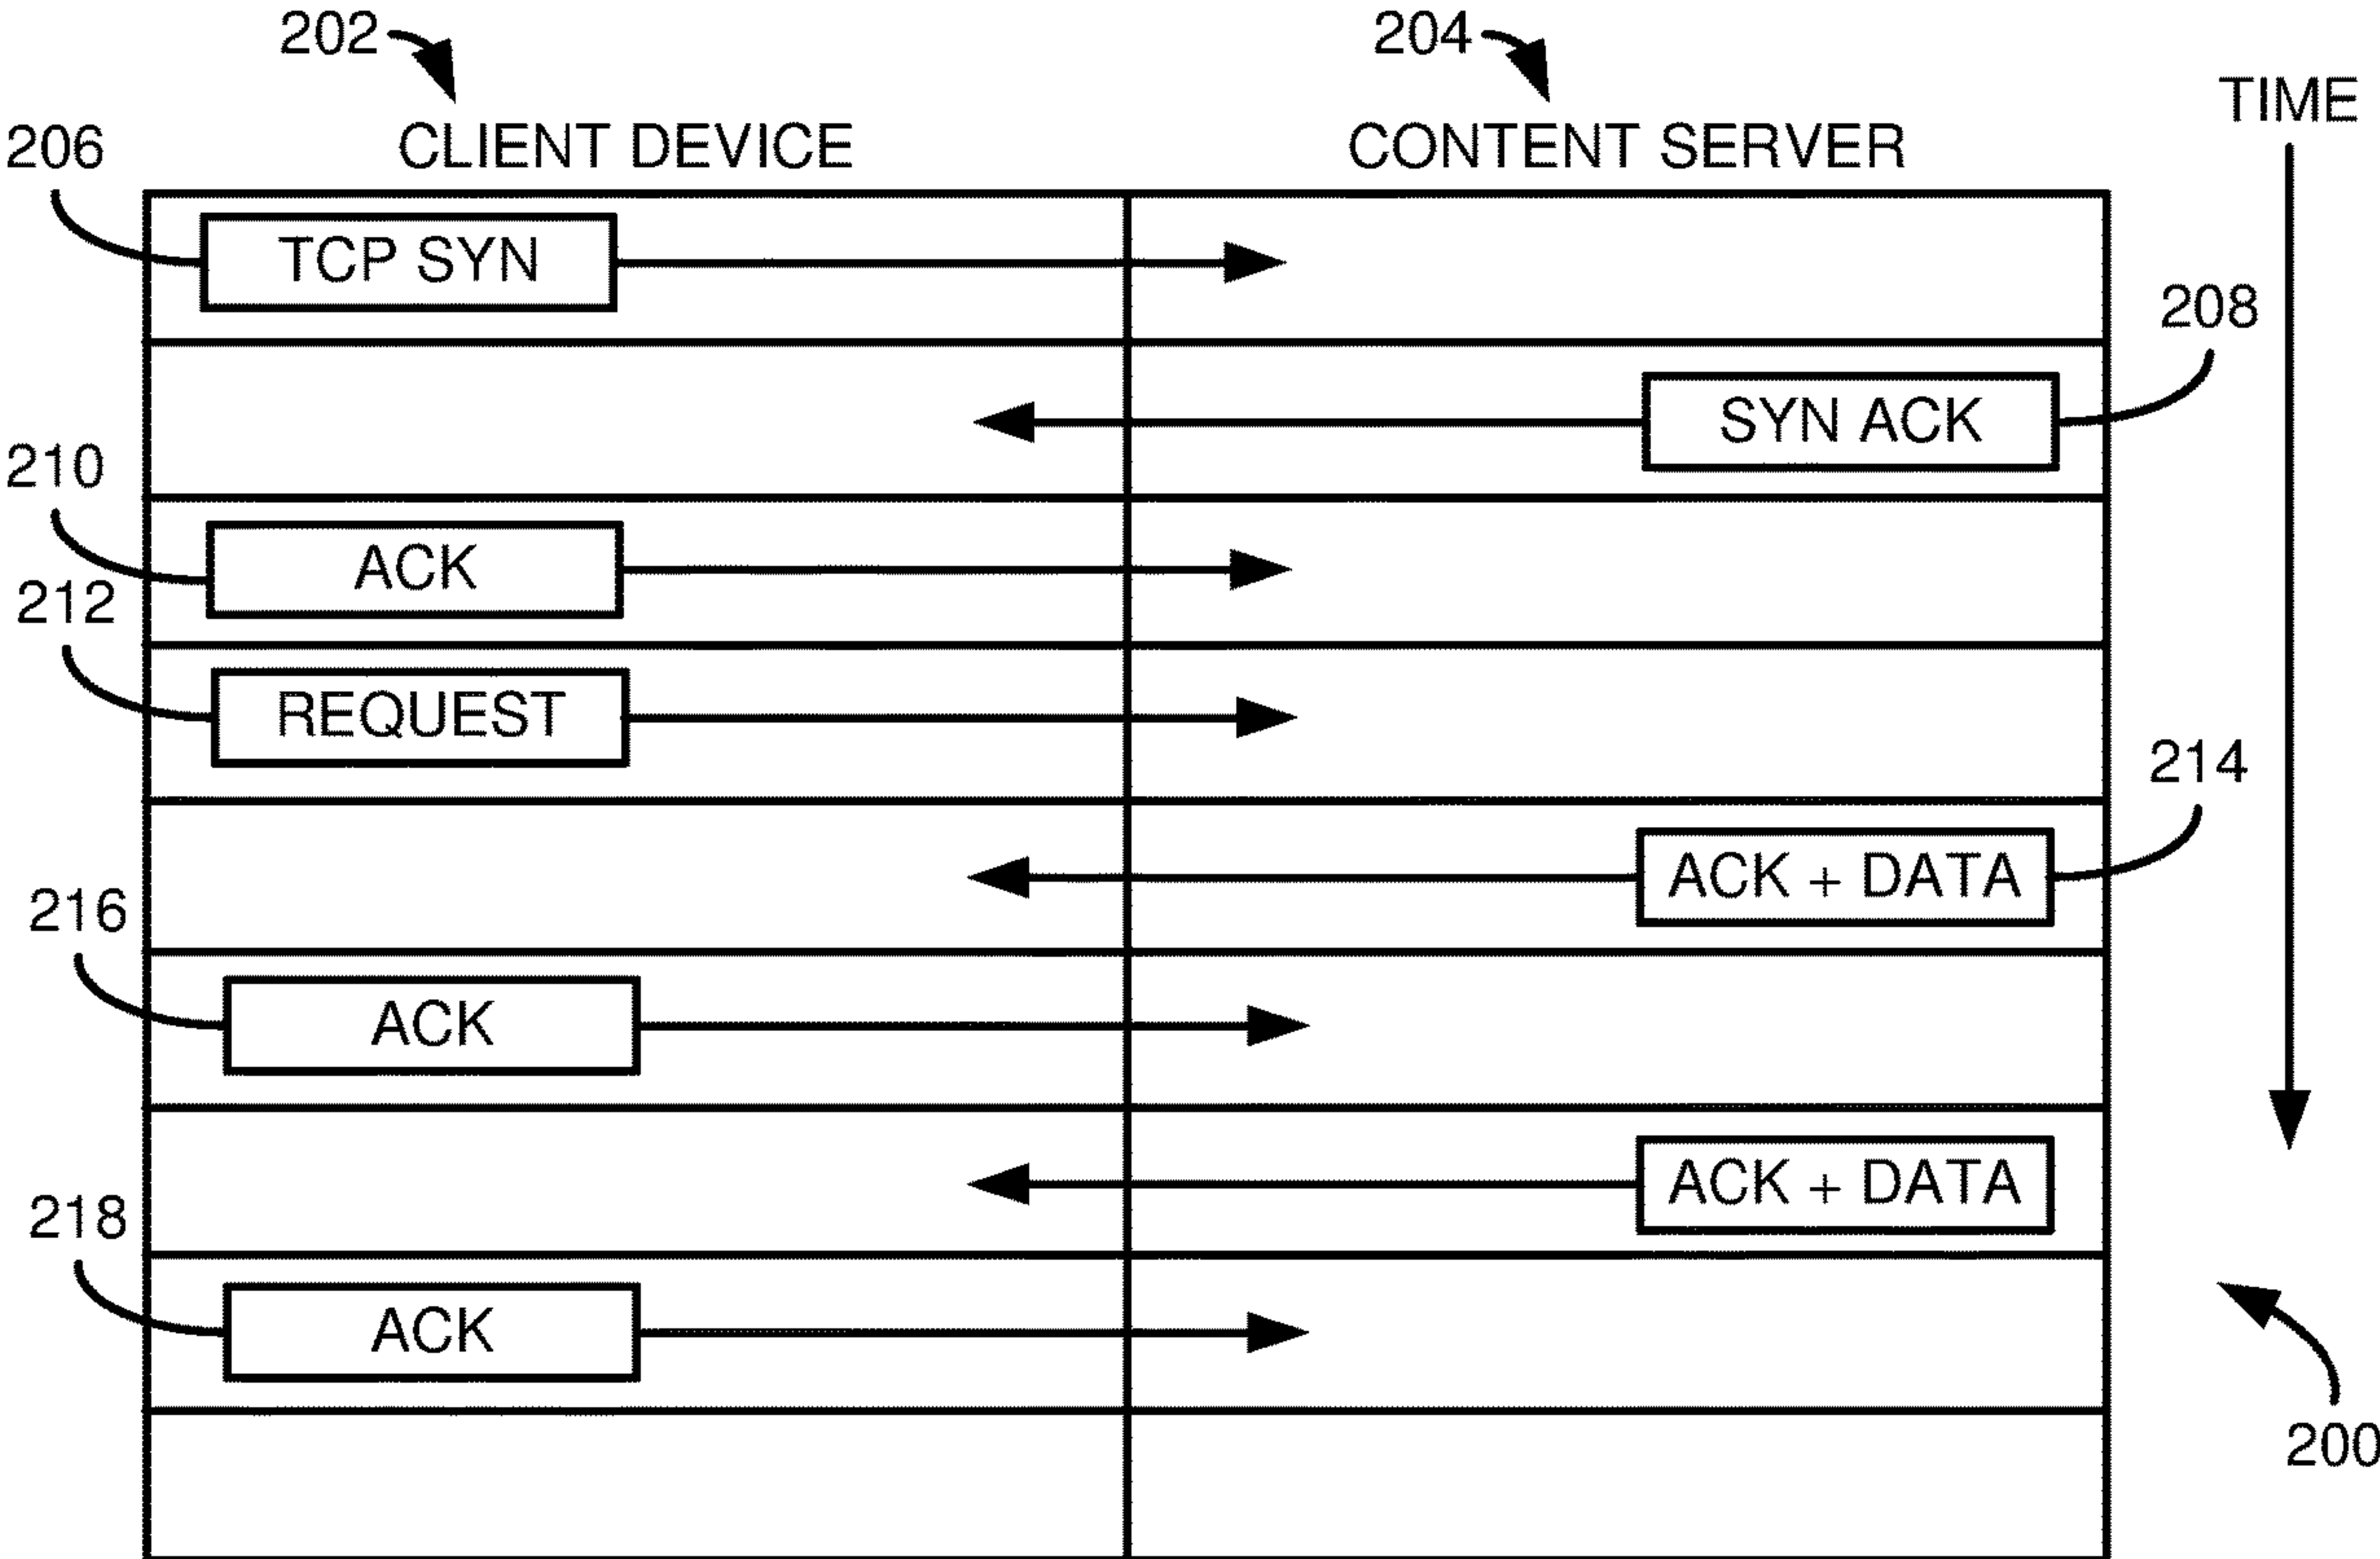 202
204
TIME
CLIENT DEVICE
CONTENT SERVER
206
TCP SYN
208
SYN ACK
210
ACK
212
REQUEST
214
ACK + DATA
216
ACK
ACK + DATA
218
ACK
200